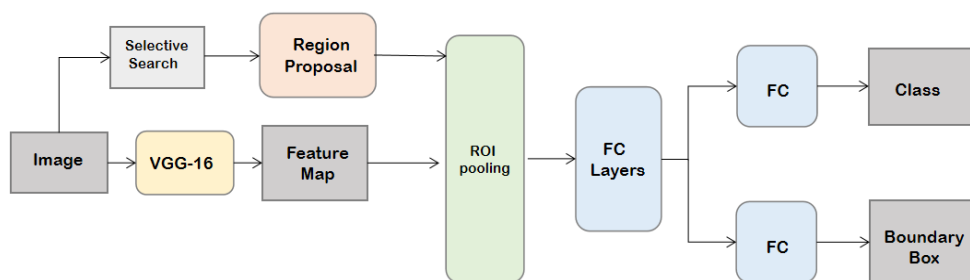 Selective
Search
Region
Proposal
Image
VGG-16
Feature
Map
ROI
pooling
FC
Layers
FC
Class
FC
Boundary
Box